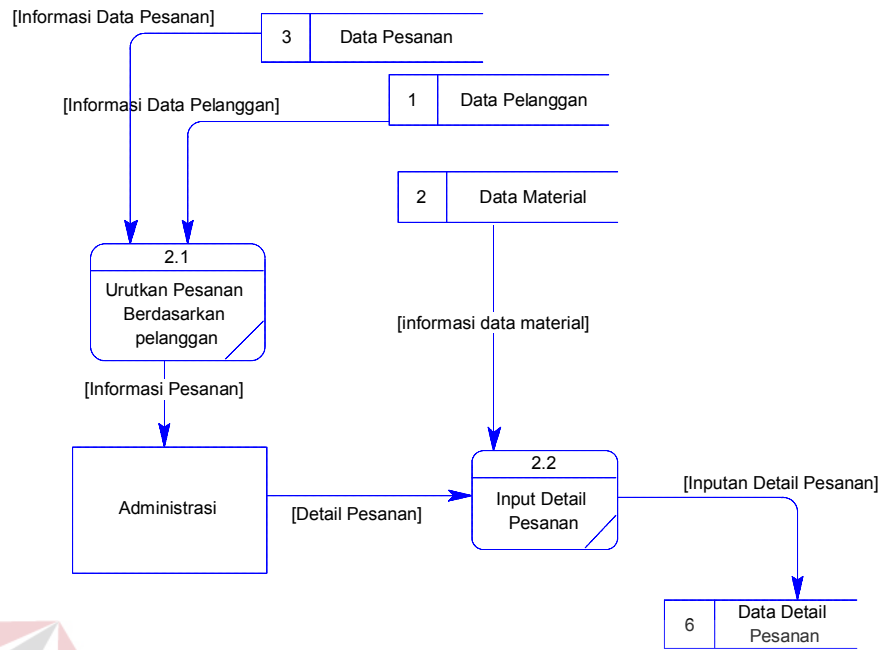 [Informasi Data Pesanan]
3 Data Pesanan
1 Data Pelanggan
[Informasi Data Pelanggan]
2 Data Material
2.1
Urutkan Pesanan
Berdasarkan
pelanggan
[informasi data material]
[Informasi Pesanan]
2.2
Input Detail
Pesanan
Administrasi
[Detail Pesanan]
[Inputan Detail Pesanan]
6 Data Detail
Pesanan